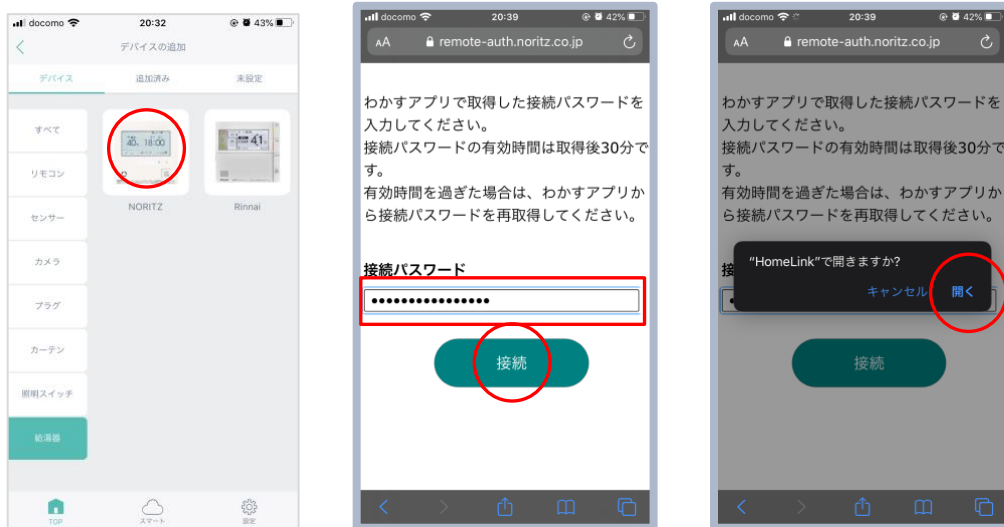 docomo 20:32 43%
デバイスの追加
デバイス 追加済み 未設定
すべて
リモコン
センサー
カメラ
プラグ
カーテン
照明スイッチ
給湯器
40. 18:00
NORITZ
41
Rinnai
TOP スマート 設定
docomo 20:39 42%
AA remote-auth.noritz.co.jp
わかすアプリで取得した接続パスワードを
入力してください。
接続パスワードの有効時間は取得後30分で
す。
有効時間を過ぎた場合は、わかすアプリか
ら接続パスワードを再取得してください。
接続パスワード
••••••••••••••••
接続
docomo 20:39 42%
AA remote-auth.noritz.co.jp
わかすアプリで取得した接続パスワードを
入力してください。
接続パスワードの有効時間は取得後30分で
す。
有効時間を過ぎた場合は、わかすアプリか
ら接続パスワードを再取得してください。
接
“HomeLink”で開きますか?
キャンセル 開く
接続